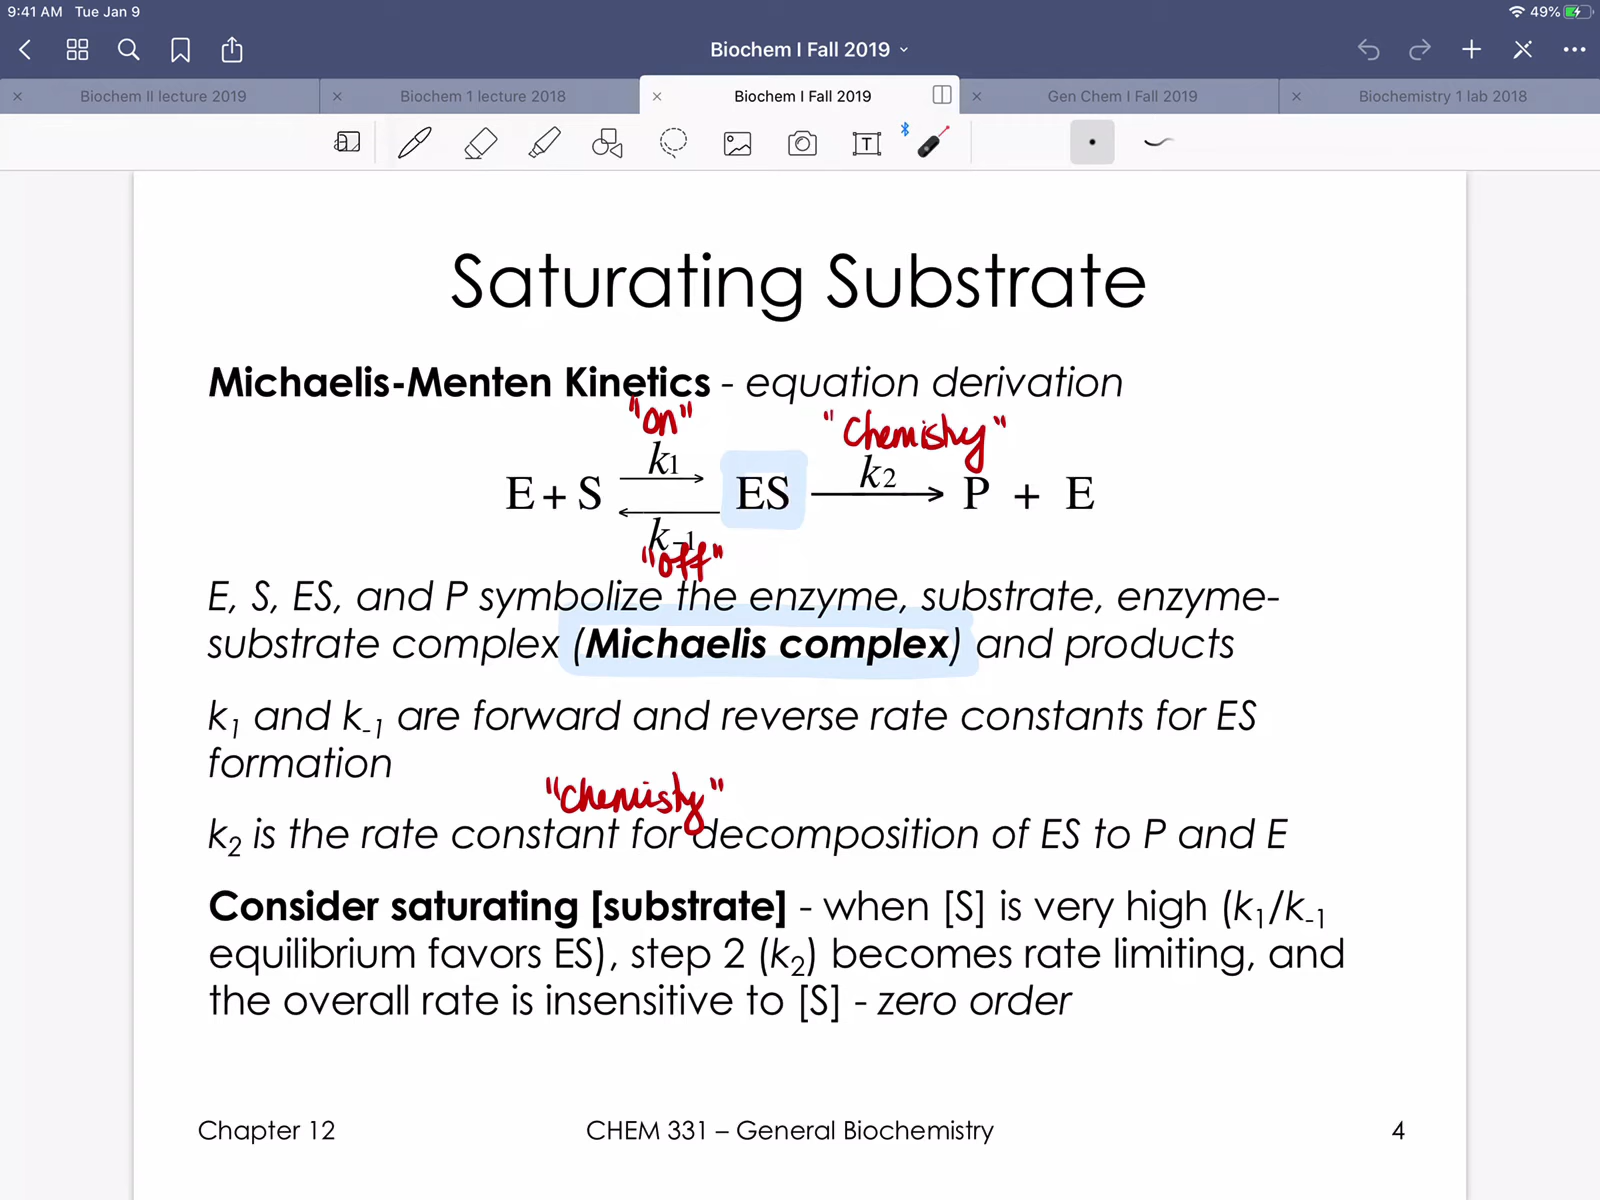 9:41 AM Tue Jan 9
49%
Biochem I Fall 2019
Biochem II lecture 2019
Biochem 1 lecture 2018
Biochem I Fall 2019
Gen Chem I Fall 2019
Biochemistry 1 lab 2018
T
Saturating Substrate
Michaelis-Menten Kinetics - equation derivation
"on"
"Chemistry"
k₁
k₂
E + S
ES
P + E
k₋₁
"off"
E, S, ES, and P symbolize the enzyme, substrate, enzyme-
substrate complex (Michaelis complex) and products
k₁ and k₋₁ are forward and reverse rate constants for ES
formation
"Chemisty"
k₂ is the rate constant for decomposition of ES to P and E
Consider saturating [substrate] - when [S] is very high (k₁/k₋₁
equilibrium favors ES), step 2 (k₂) becomes rate limiting, and
the overall rate is insensitive to [S] - zero order
Chapter 12
CHEM 331 – General Biochemistry
4